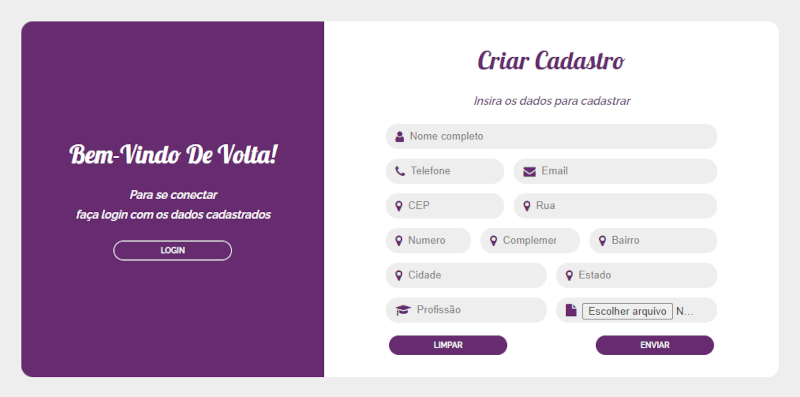 Bem-Vindo De Volta!
Para se conectar
faça login com os dados cadastrados
LOGIN
Criar Cadastro
Insira os dados para cadastrar
Nome completo
Telefone Email
CEP Rua
Numero Complemer Bairro
Cidade Estado
Profissão Escolher arquivo N...
LIMPAR ENVIAR